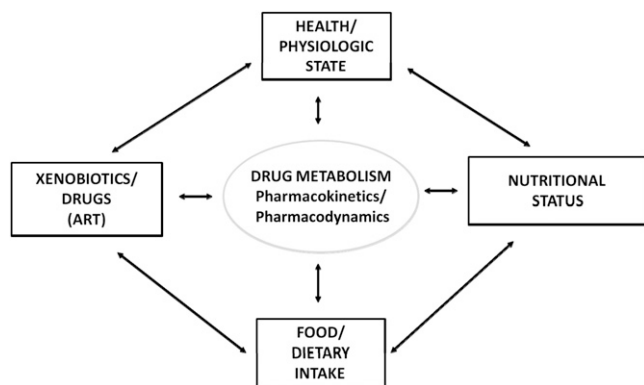 HEALTH/
PHYSIOLOGIC
STATE
XENOBIOTICS/
DRUGS
(ART)
DRUG METABOLISM
Pharmacokinetics/
Pharmacodynamics
NUTRITIONAL
STATUS
FOOD/
DIETARY
INTAKE